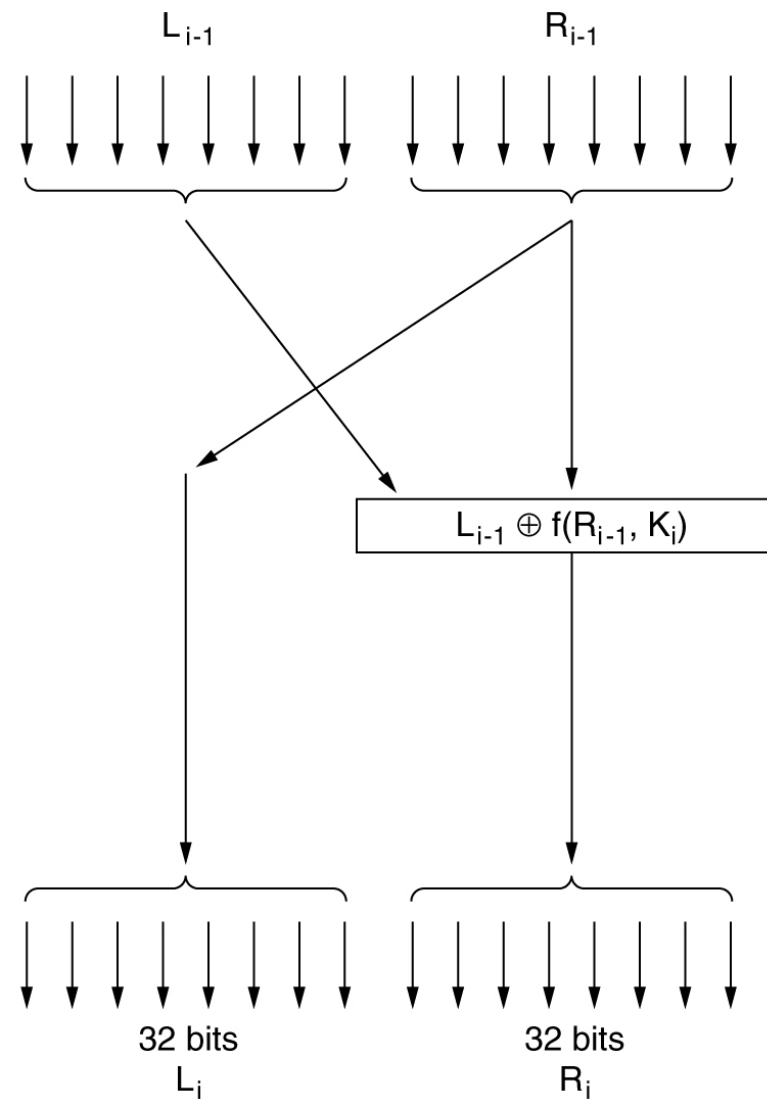 L i-1 R i-1
L i-1 ⊕ f(R i-1, K i)
32 bits 32 bits
L i R i